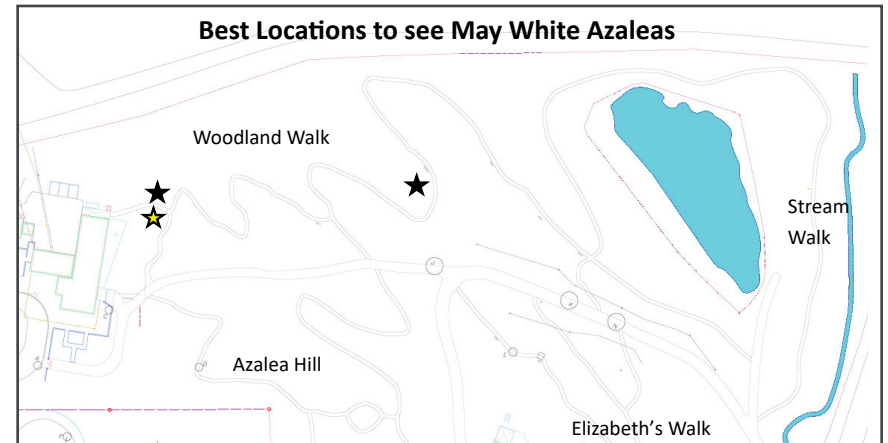 Best Locations to see May White Azaleas
Woodland Walk
Stream
Walk
Azalea Hill
Elizabeth's Walk
J
K
N